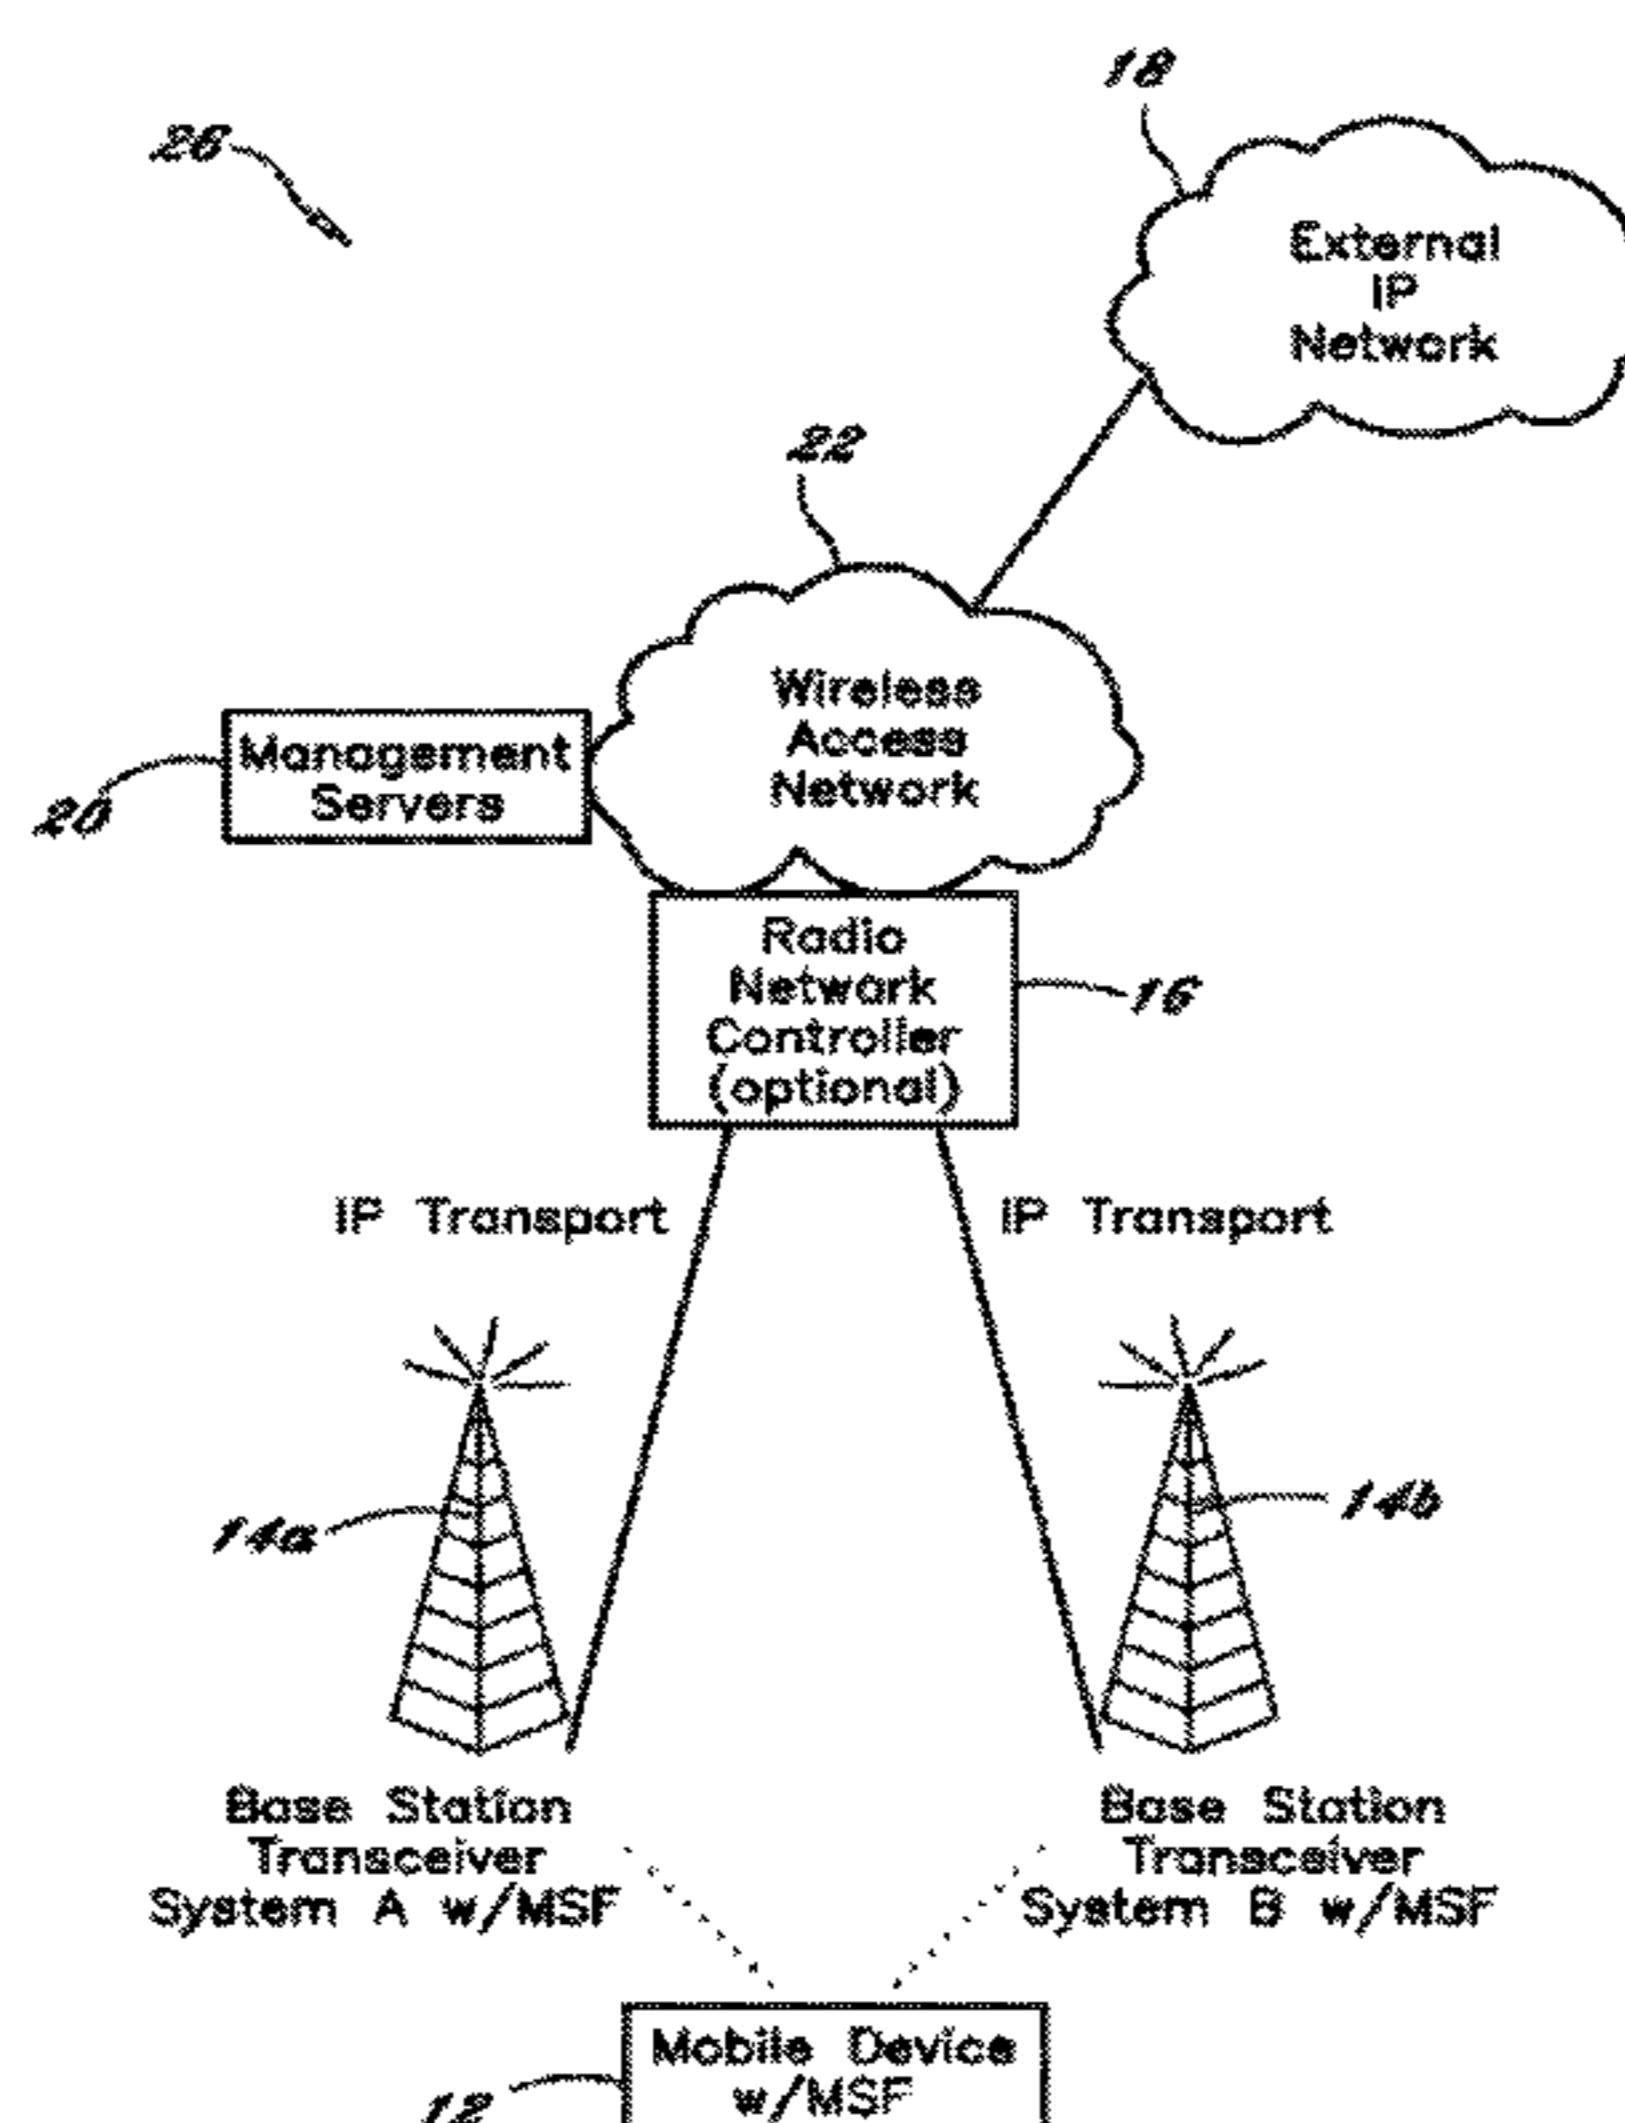 18
26
External
IP
Network
22
Wireless
Access
Network
Management
Servers
20
Radio
Network
Controller
(optional)
16
IP Transport
IP Transport
14a
14b
Base Station
Transceiver
System A w/MSF
Base Station
Transceiver
System B w/MSF
Mobile Device
w/MSF
12